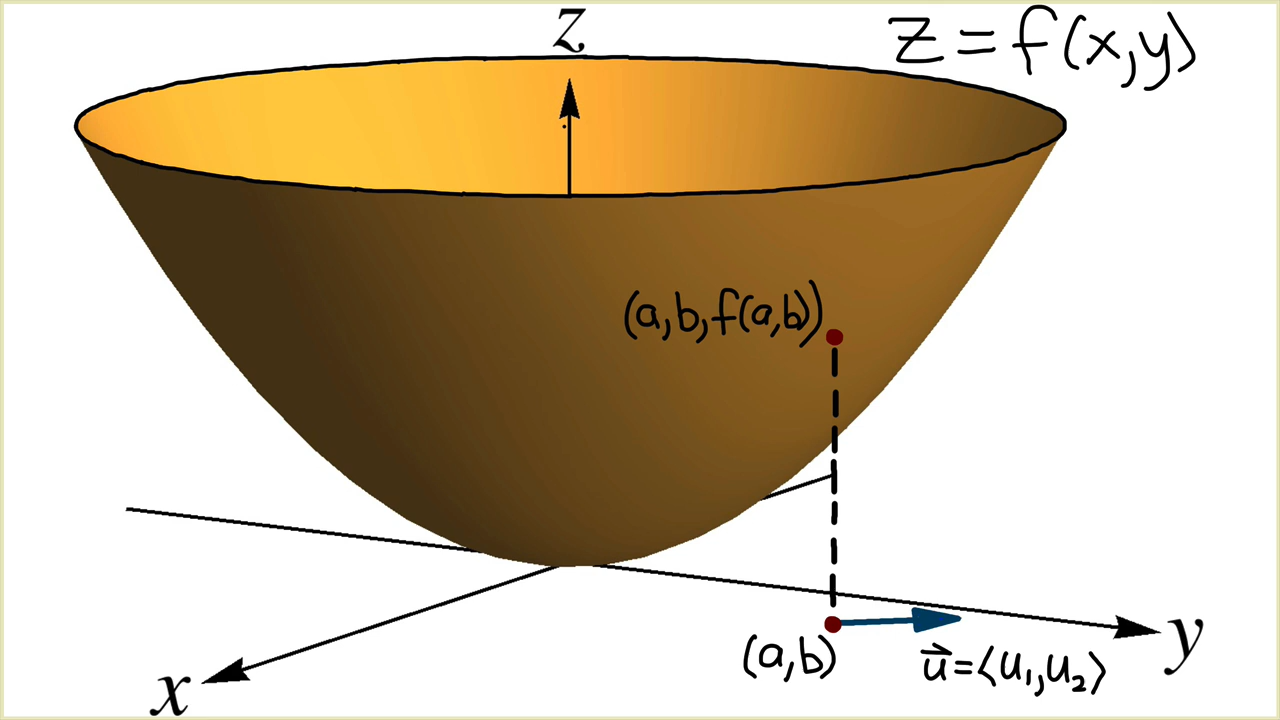 z
z = f(x,y)
(a,b,f(a,b))
(a,b)
y
u⃗=⟨u₁,u₂⟩
x